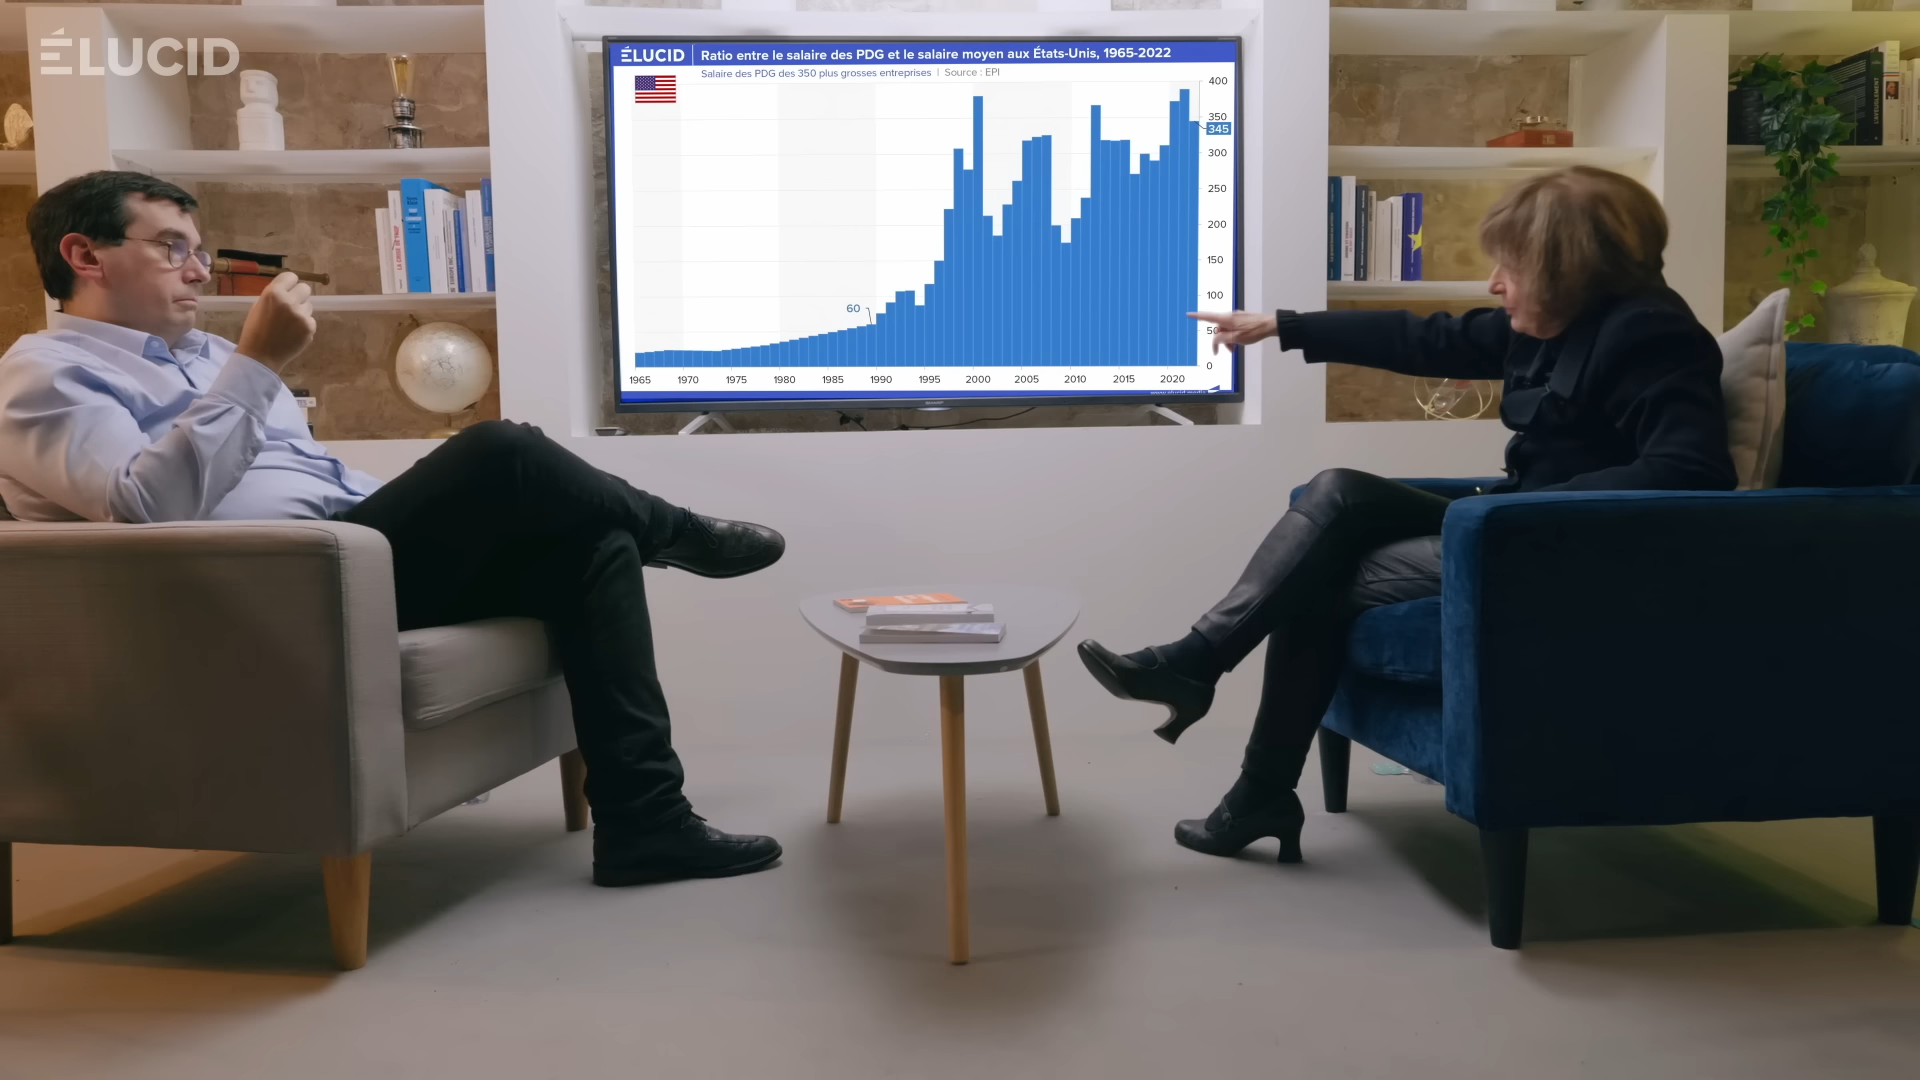 ÉLUCID
ÉLUCID
Ratio entre le salaire des PDG et le salaire moyen aux États-Unis, 1965-2022
Salaire des PDG des 350 plus grosses entreprises | Source : EPI
400
350
345
300
250
200
150
100
50
0
60
1965 1970 1975 1980 1985 1990 1995 2000 2005 2010 2015 2020